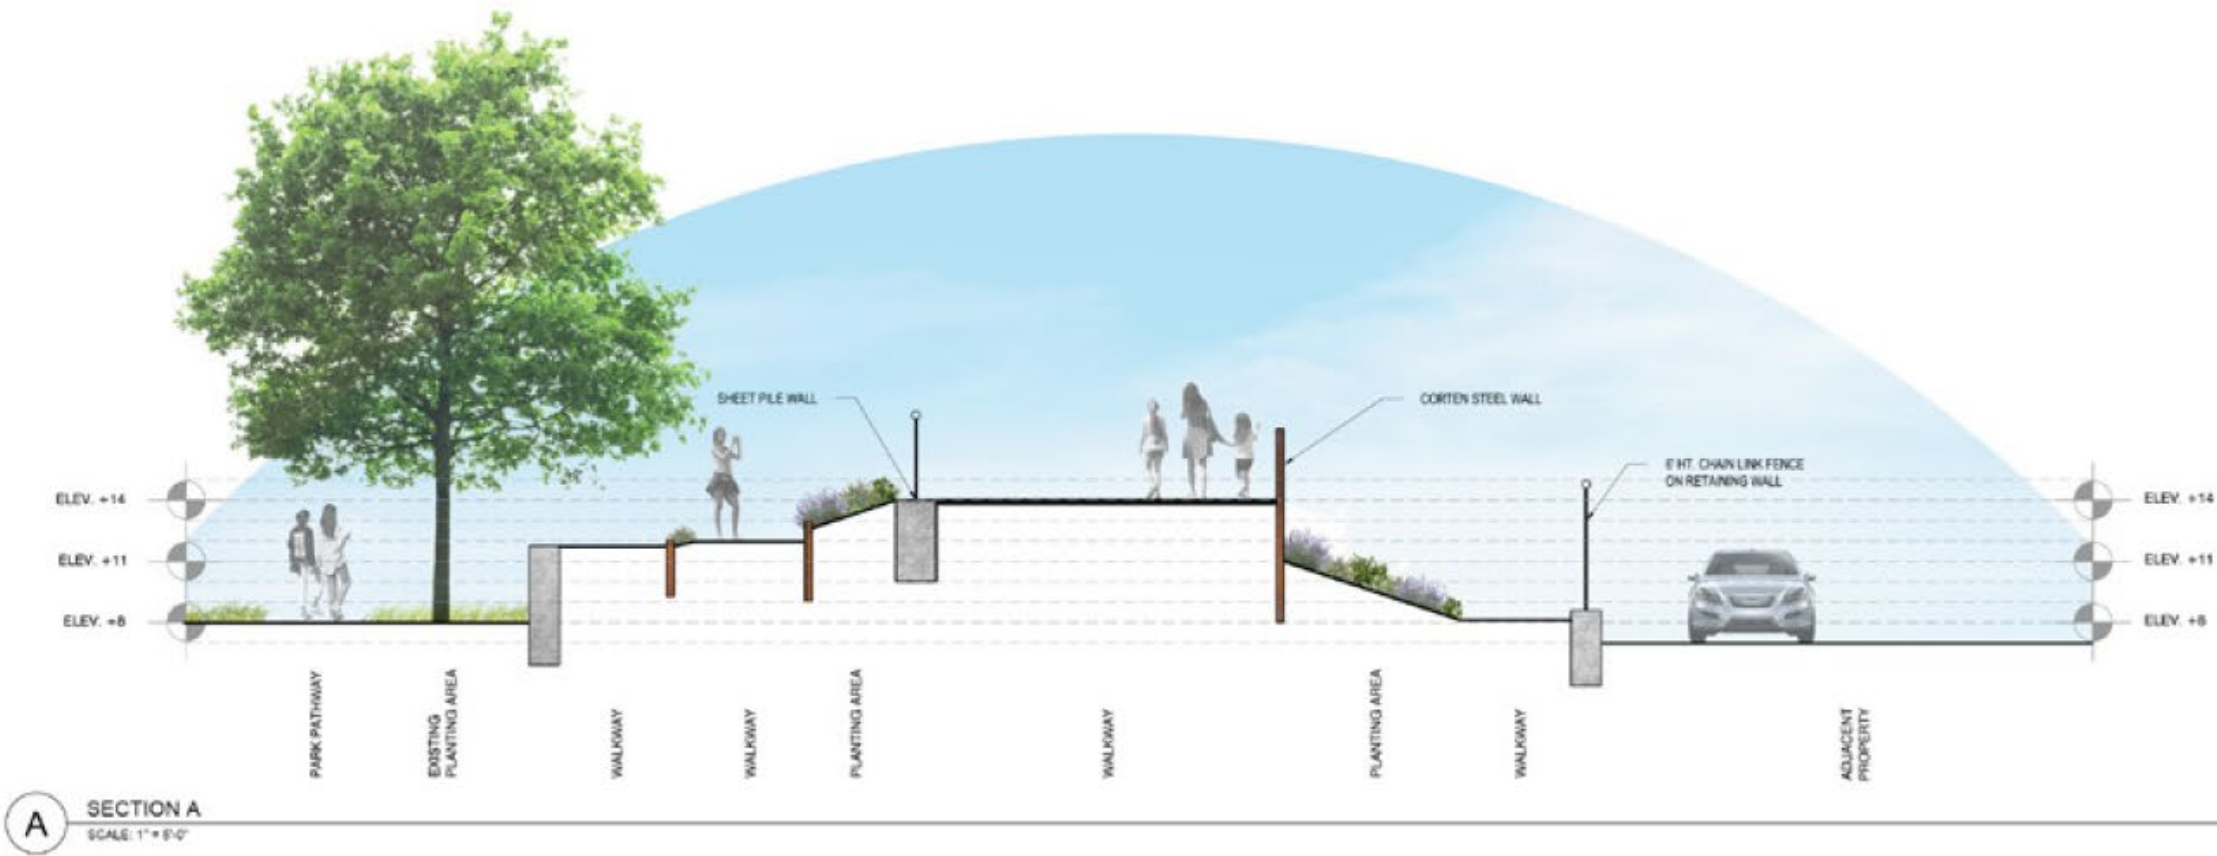 SHEET PILE WALL
CORTEN STEEL WALL
6' HT. CHAIN LINK FENCE
ON RETAINING WALL
ELEV. +14
ELEV. +14
ELEV. +11
ELEV. +11
ELEV. +8
ELEV. +8
PARK PATHWAY
EXISTING
PLANTING AREA
WALKWAY
WALKWAY
PLANTING AREA
WALKWAY
PLANTING AREA
WALKWAY
ADJACENT
PROPERTY
A
SECTION A
SCALE: